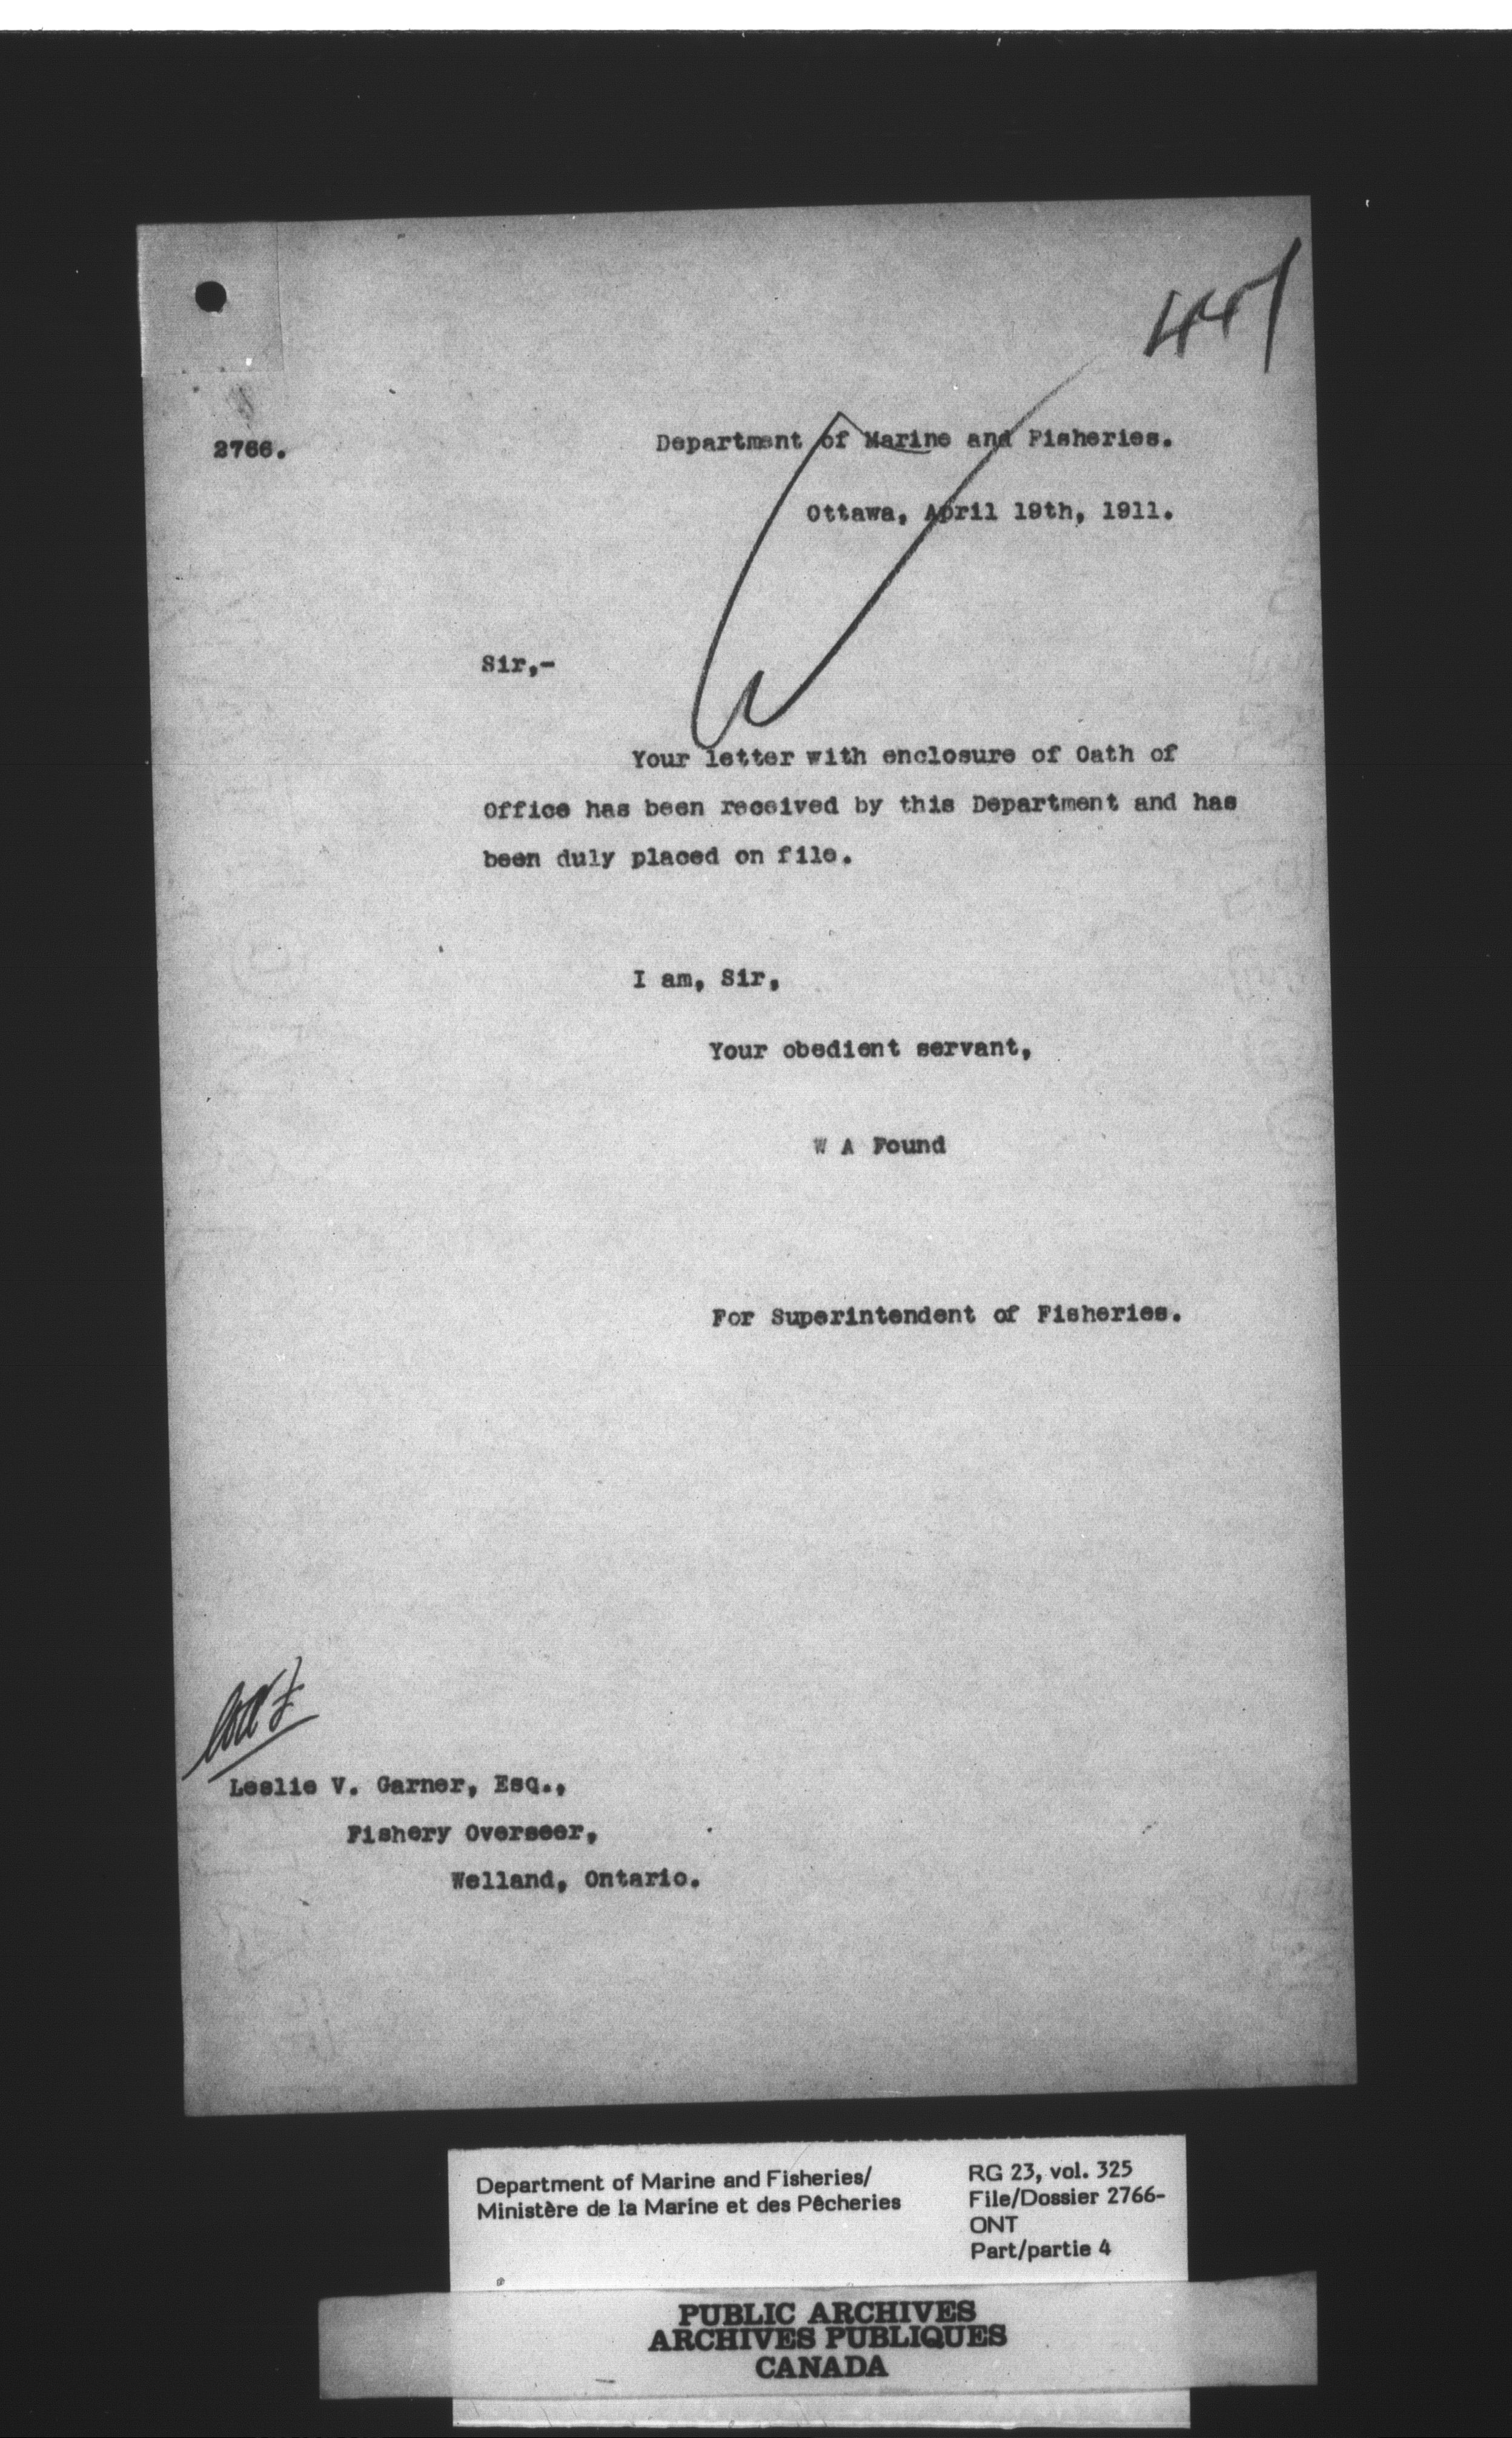 2766.
Department of Marine and Fisheries.
Ottawa, April 19th, 1911.
Sir,-
Your letter with enclosure of Oath of
Office has been received by this Department and has
been duly placed on file.
I am, Sir,
Your obedient servant,
W A Found
For Superintendent of Fisheries.
Leslie V. Garner, Esq.,
Fishery Overseer,
Welland, Ontario.
Department of Marine and Fisheries/
Ministère de la Marine et des Pêcheries
RG 23, vol. 325
File/Dossier 2766-
ONT
Part/partie 4
PUBLIC ARCHIVES
ARCHIVES PUBLIQUES
CANADA